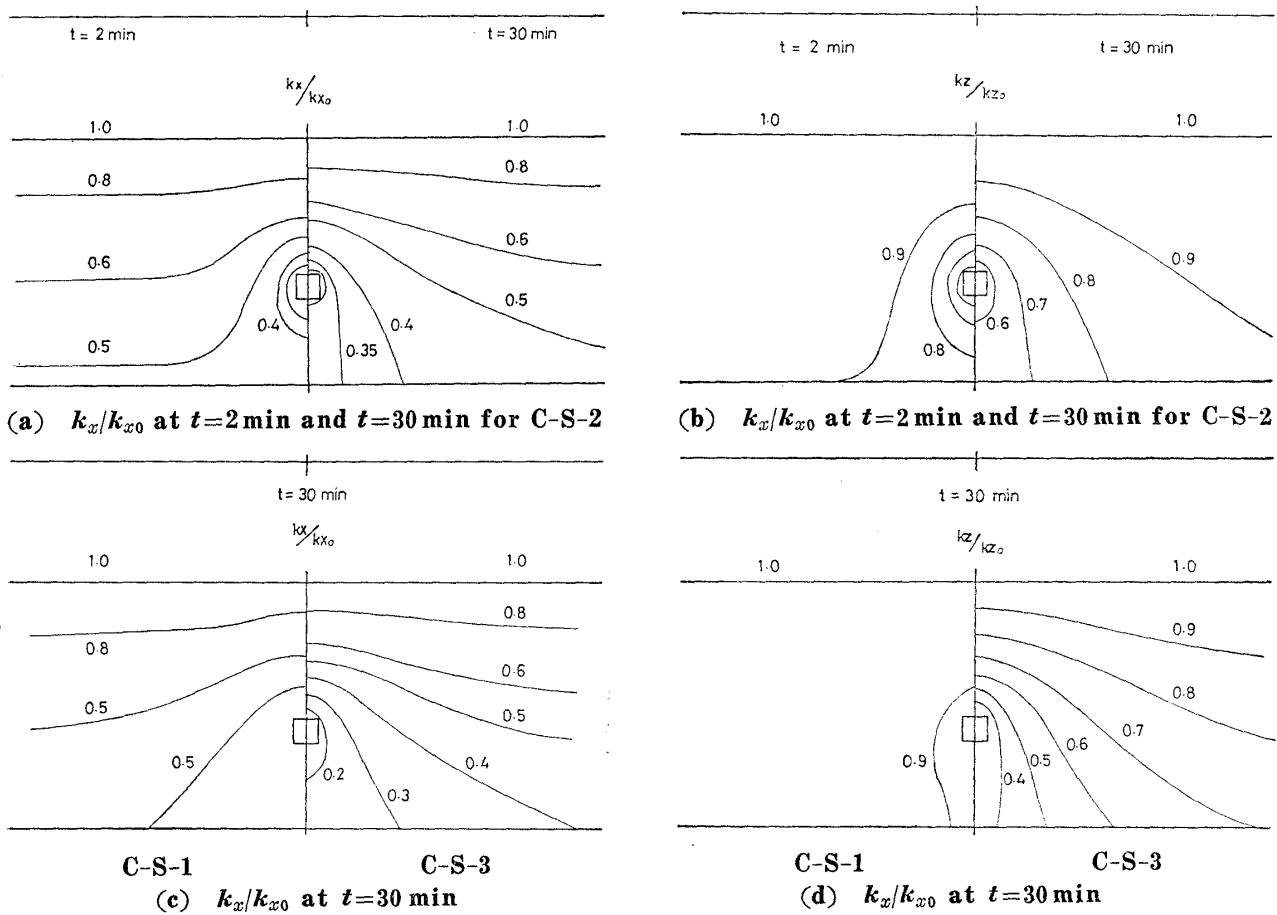 t = 2 min
t = 30 min
kx/kx₀
1.0
1.0
0.8
0.8
0.6
0.6
0.5
0.5
0.4
0.4
0.35
(a) kₓ/kₓ₀ at t=2 min and t=30 min for C-S-2
t = 2 min
t = 30 min
kz/kz₀
1.0
1.0
0.9
0.9
0.8
0.8
0.7
0.6
(b) kₓ/kₓ₀ at t=2 min and t=30 min for C-S-2
t = 30 min
kx/kx₀
1.0
1.0
0.8
0.8
0.6
0.5
0.5
0.5
0.4
0.3
0.2
C-S-1
C-S-3
(c) kₓ/kₓ₀ at t=30 min
t = 30 min
kz/kz₀
1.0
1.0
0.9
0.8
0.7
0.6
0.9
0.5
0.4
C-S-1
C-S-3
(d) kₓ/kₓ₀ at t=30 min